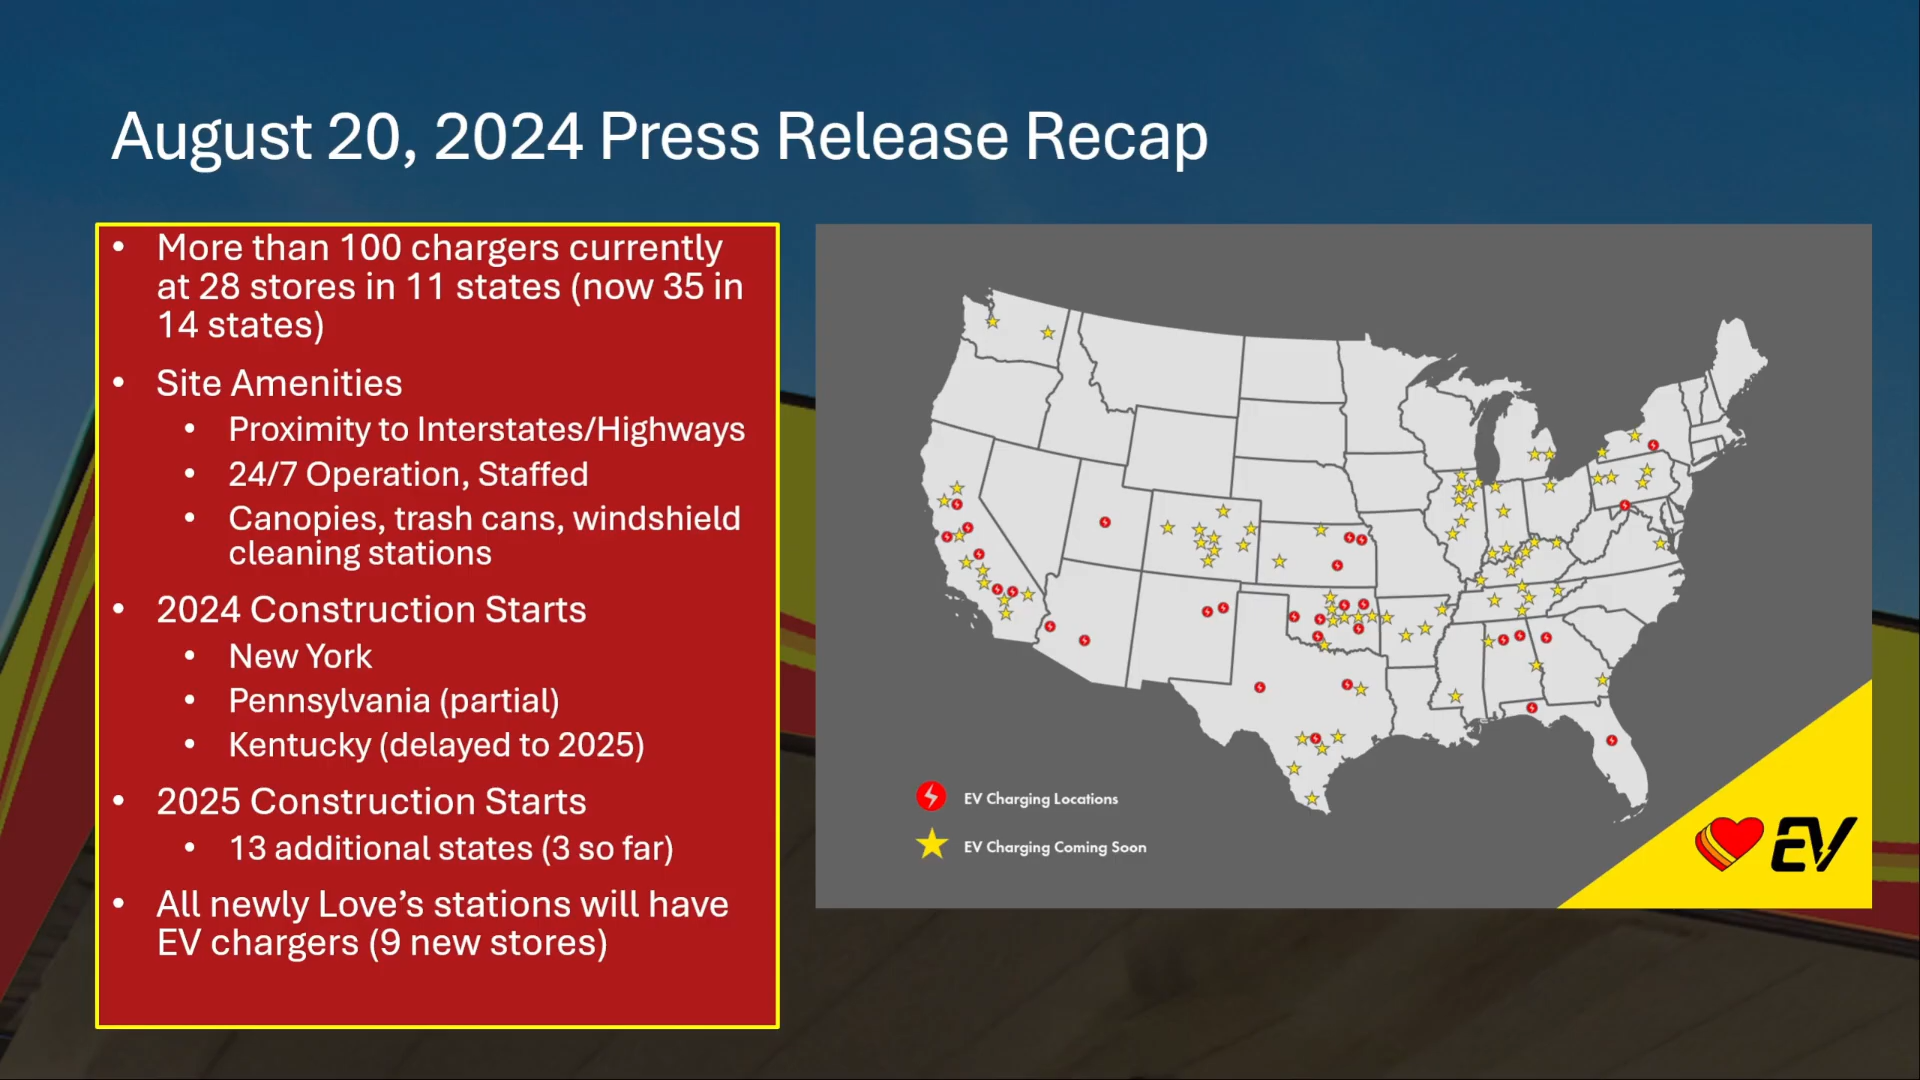 August 20, 2024 Press Release Recap
• More than 100 chargers currently
at 28 stores in 11 states (now 35 in
14 states)
• Site Amenities
• Proximity to Interstates/Highways
• 24/7 Operation, Staffed
• Canopies, trash cans, windshield
cleaning stations
• 2024 Construction Starts
• New York
• Pennsylvania (partial)
• Kentucky (delayed to 2025)
• 2025 Construction Starts
• 13 additional states (3 so far)
• All newly Love’s stations will have
EV chargers (9 new stores)
EV Charging Locations
EV Charging Coming Soon
EV